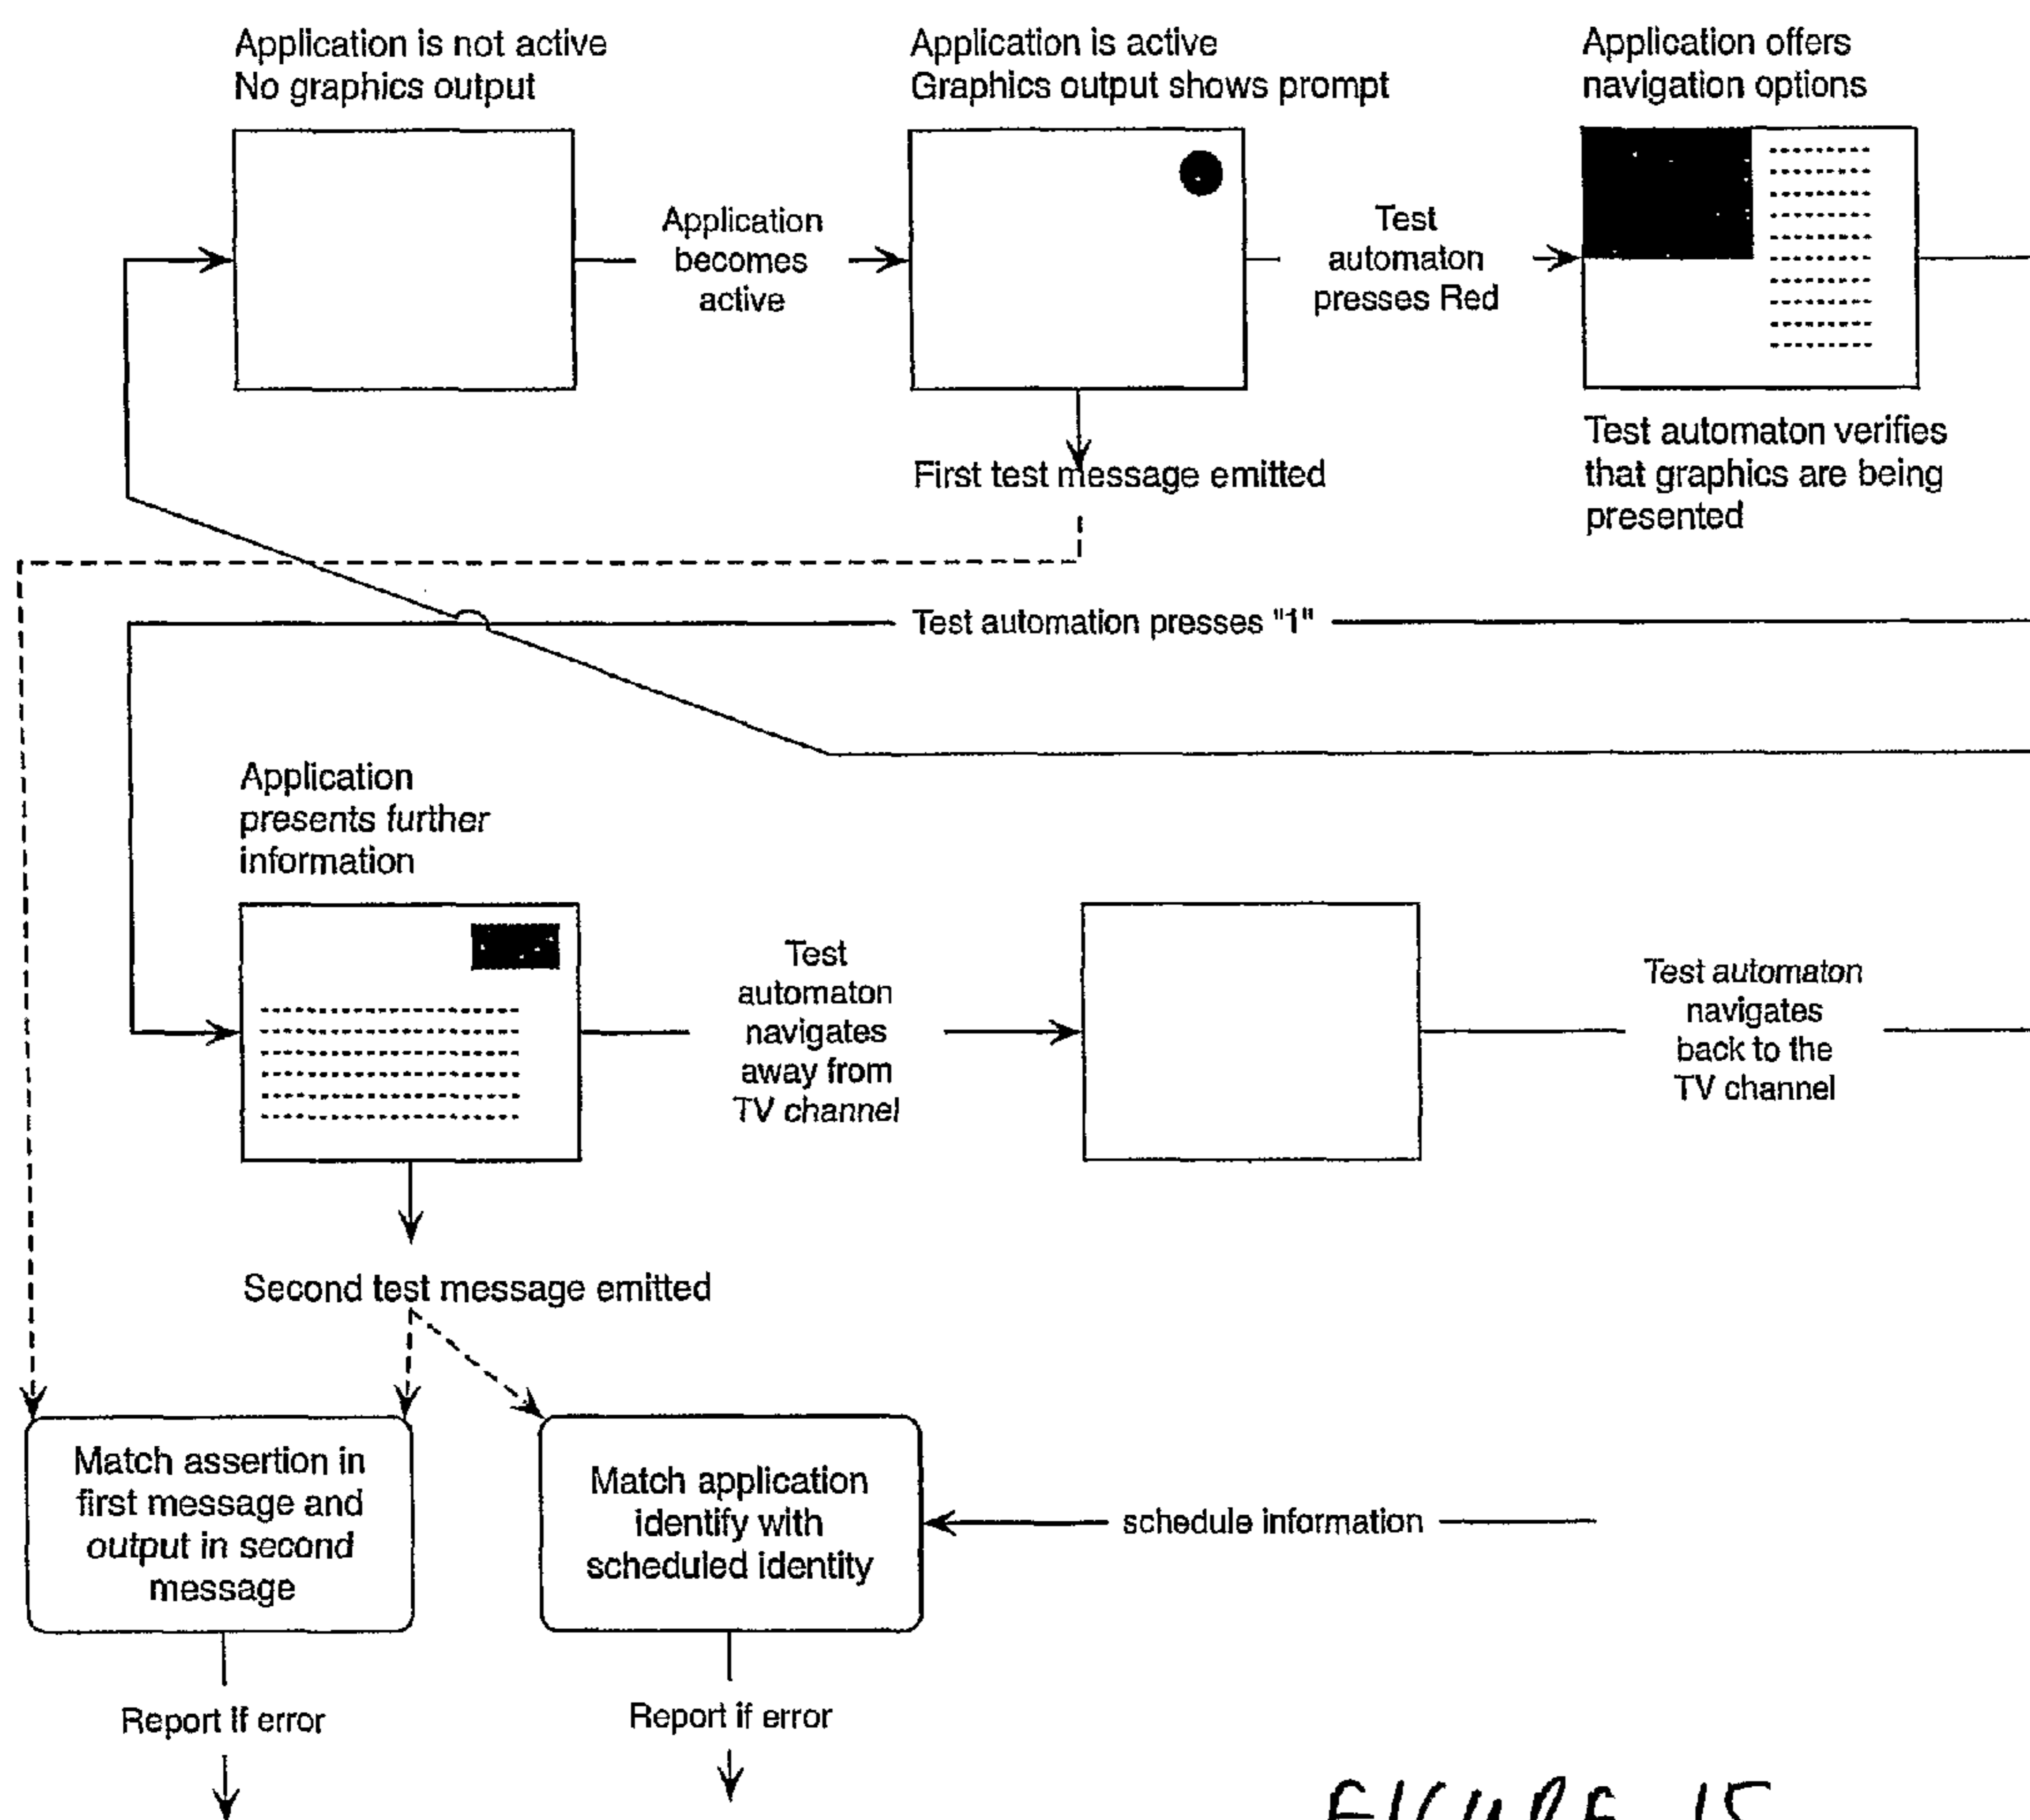 Application is not active
No graphics output
Application is active
Graphics output shows prompt
Application offers
navigation options
Application
becomes
active
Test
automaton
presses Red
Test automaton verifies
that graphics are being
presented
First test message emitted
Test automation presses "1"
Application
presents further
information
Test
automaton
navigates
away from
TV channel
Test automaton
navigates
back to the
TV channel
Second test message emitted
Match assertion in
first message and
output in second
message
Match application
identify with
scheduled identity
schedule information
Report if error
Report if error
FIGURE 15